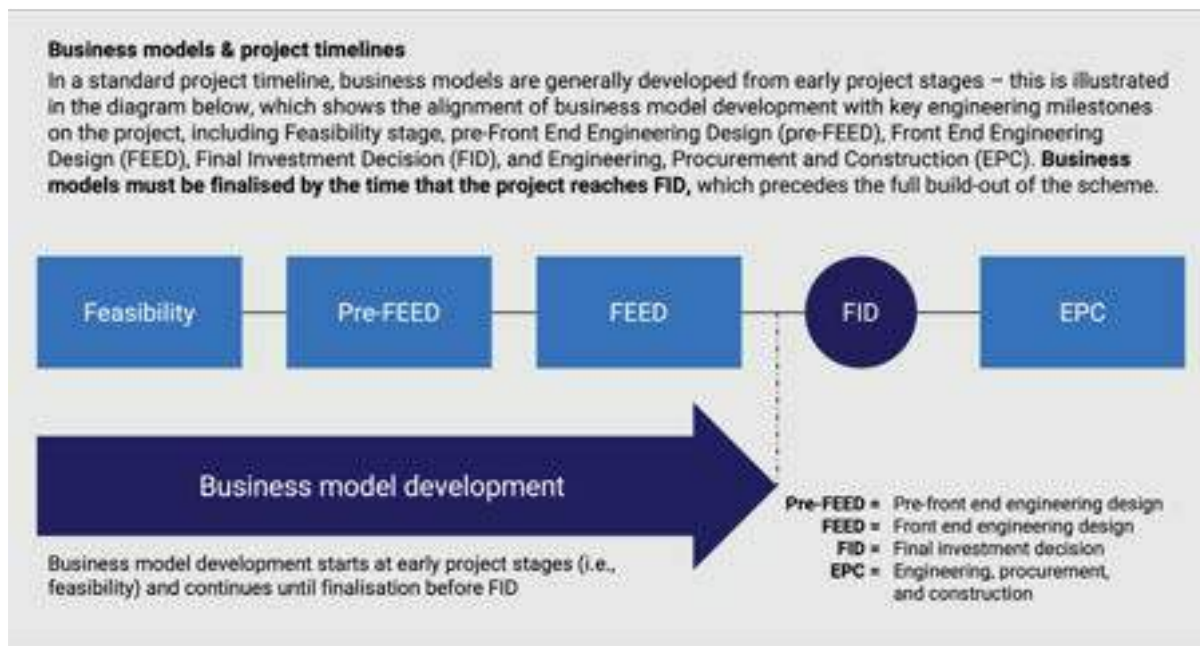 Business models & project timelines
In a standard project timeline, business models are generally developed from early project stages – this is illustrated
in the diagram below, which shows the alignment of business model development with key engineering milestones
on the project, including Feasibility stage, pre-Front End Engineering Design (pre-FEED), Front End Engineering
Design (FEED), Final Investment Decision (FID), and Engineering, Procurement and Construction (EPC). Business
models must be finalised by the time that the project reaches FID, which precedes the full build-out of the scheme.
Feasibility
Pre-FEED
FEED
FID
EPC
Business model development
Business model development starts at early project stages (i.e.,
feasibility) and continues until finalisation before FID
Pre-FEED = Pre-front end engineering design
FEED = Front end engineering design
FID = Final investment decision
EPC = Engineering, procurement,
and construction